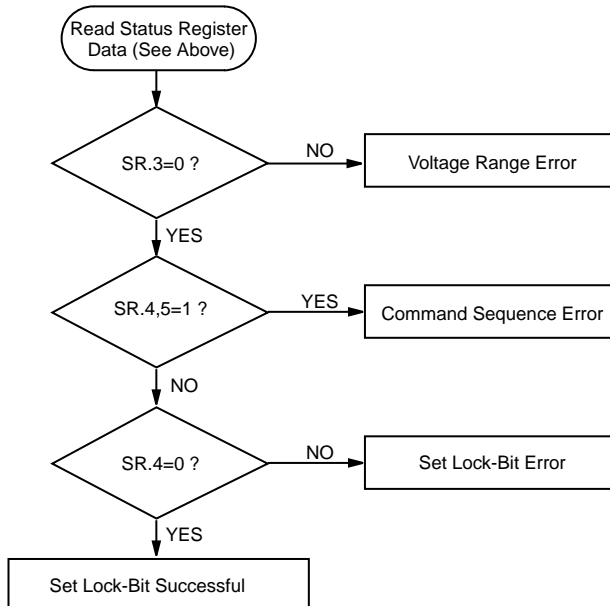 Read Status Register
Data (See Above)
SR.3=0 ?
NO
Voltage Range Error
YES
SR.4,5=1 ?
YES
Command Sequence Error
NO
SR.4=0 ?
NO
Set Lock-Bit Error
YES
Set Lock-Bit Successful